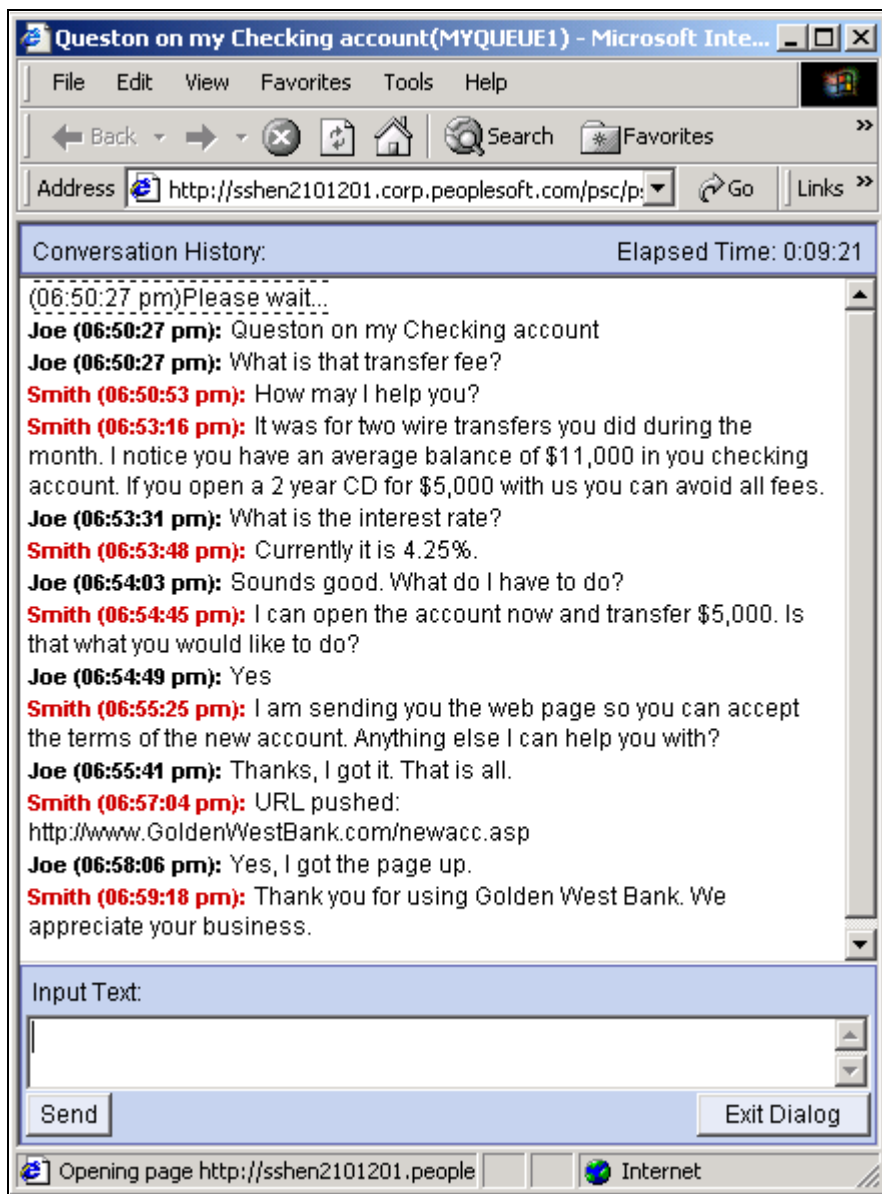 Queston on my Checking account(MYQUEUE1) - Microsoft Inte...
File Edit View Favorites Tools Help
Back Search Favorites »
Address http://sshen2101201.corp.peoplesoft.com/psc/p: Go Links »
Conversation History: Elapsed Time: 0:09:21
(06:50:27 pm)Please wait...
Joe (06:50:27 pm): Queston on my Checking account
Joe (06:50:27 pm): What is that transfer fee?
Smith (06:50:53 pm): How may I help you?
Smith (06:53:16 pm): It was for two wire transfers you did during the
month. I notice you have an average balance of $11,000 in you checking
account. If you open a 2 year CD for $5,000 with us you can avoid all fees.
Joe (06:53:31 pm): What is the interest rate?
Smith (06:53:48 pm): Currently it is 4.25%.
Joe (06:54:03 pm): Sounds good. What do I have to do?
Smith (06:54:45 pm): I can open the account now and transfer $5,000. Is
that what you would like to do?
Joe (06:54:49 pm): Yes
Smith (06:55:25 pm): I am sending you the web page so you can accept
the terms of the new account. Anything else I can help you with?
Joe (06:55:41 pm): Thanks, I got it. That is all.
Smith (06:57:04 pm): URL pushed:
http://www.GoldenWestBank.com/newacc.asp
Joe (06:58:06 pm): Yes, I got the page up.
Smith (06:59:18 pm): Thank you for using Golden West Bank. We
appreciate your business.
Input Text:
Send Exit Dialog
Opening page http://sshen2101201.people Internet